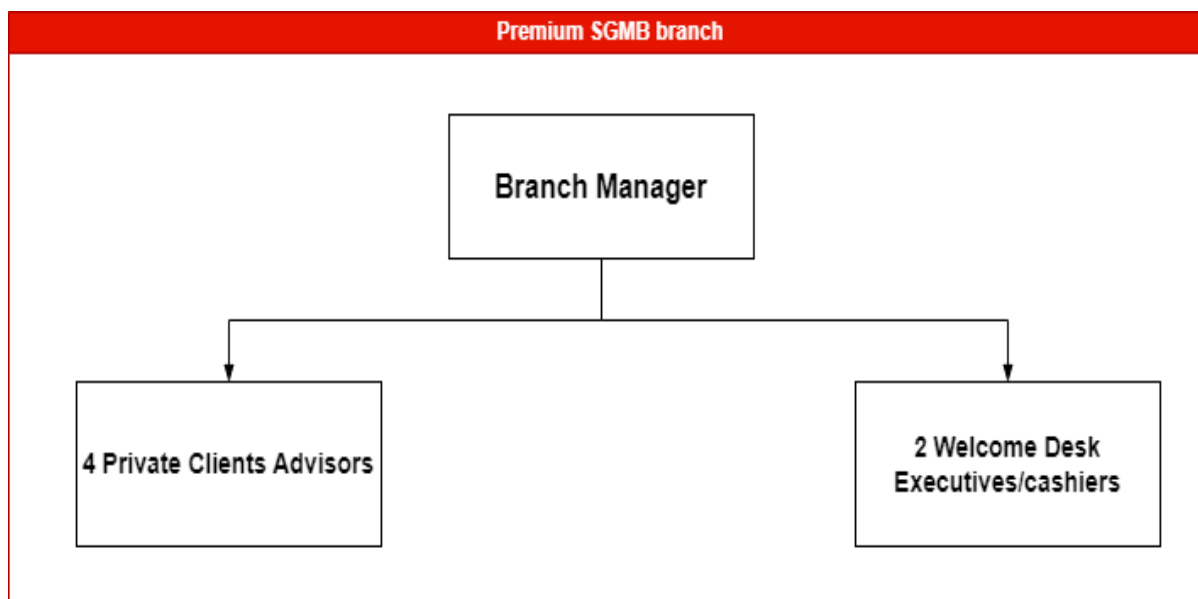 Premium SGMB branch
Branch Manager
4 Private Clients Advisors
2 Welcome Desk
Executives/cashiers